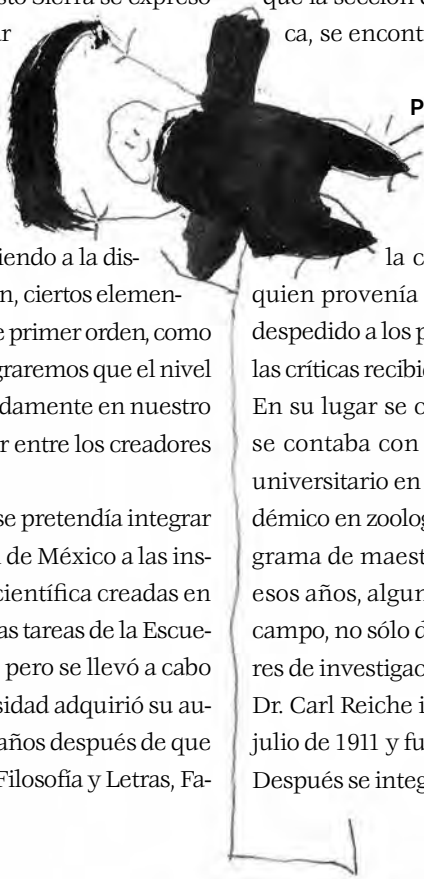 sto Sierra se expresó
r
iendo a la dis-
n, ciertos elemen-
e primer orden, como
graremos que el nivel
damente en nuestro
r entre los creadores
se pretendía integrar
de México a las ins-
científica creadas en
as tareas de la Escue-
pero se llevó a cabo
sidad adquirió su au-
años después de que
Filosofía y Letras, Fa-
que la sección
ca, se encont
P
la c
quien provenía
despedido a los p
las críticas recibi
En su lugar se
se contaba con
universitario en
démico en zoolog
grama de maest
esos años, algun
campo, no sólo d
res de investigac
Dr. Carl Reiche i
julio de 1911 y fu
Después se integ